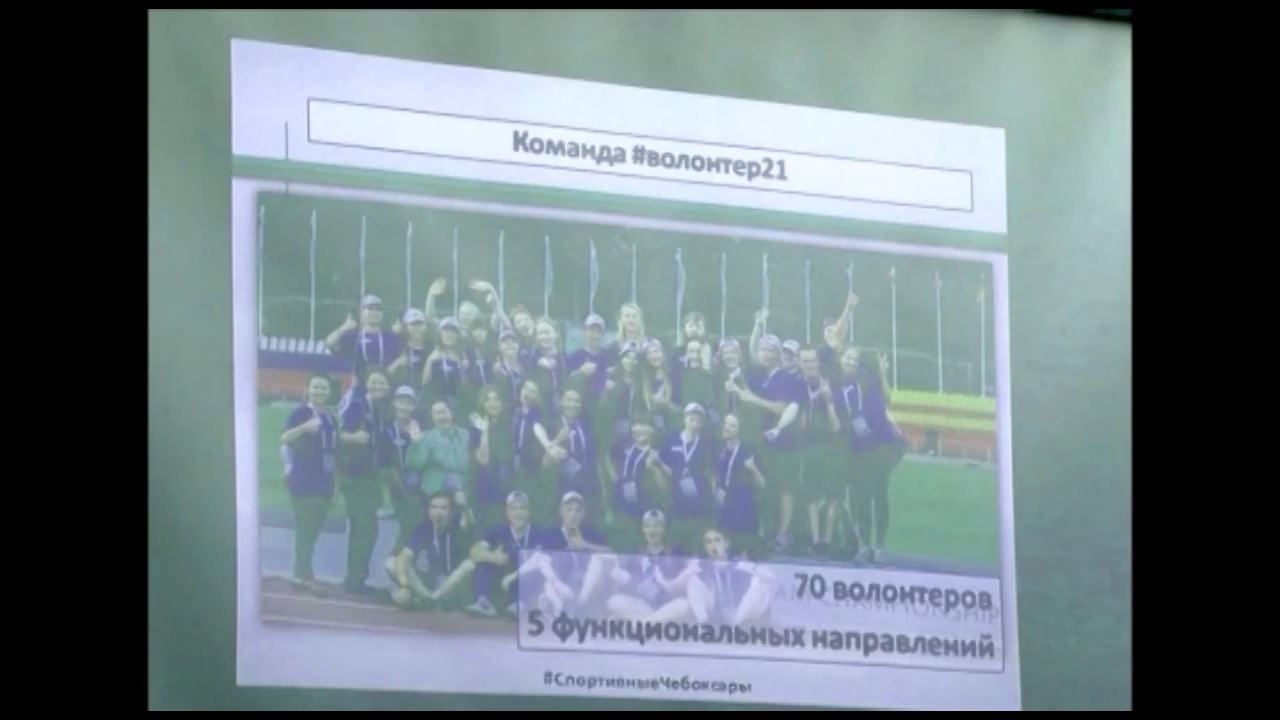 Команда #волонтер21
70 волонтеров
5 функциональных направлений
#СпортивныеЧебоксары